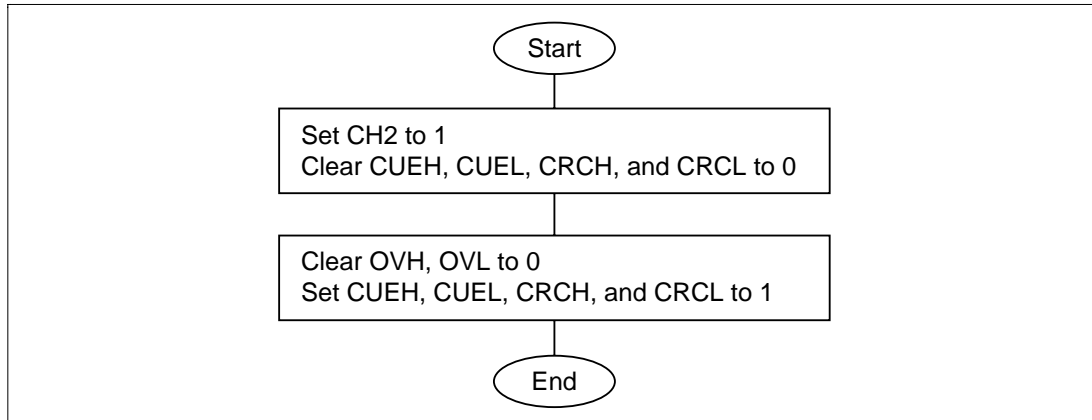 Start
Set CH2 to 1
Clear CUEH, CUEL, CRCH, and CRCL to 0
Clear OVH, OVL to 0
Set CUEH, CUEL, CRCH, and CRCL to 1
End